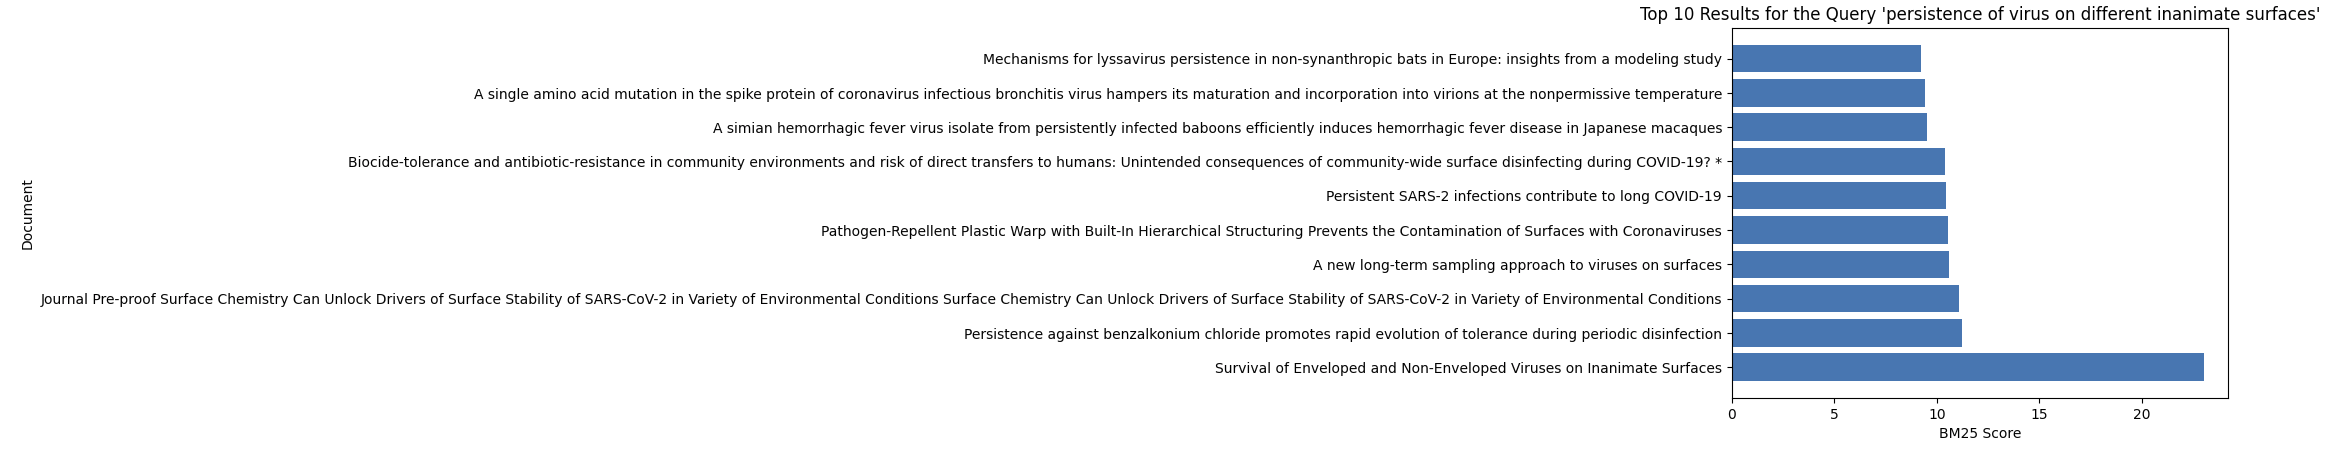 Top 10 Results for the Query 'persistence of virus on different inanimate surfaces'
Mechanisms for lyssavirus persistence in non-synanthropic bats in Europe: insights from a modeling study
A single amino acid mutation in the spike protein of coronavirus infectious bronchitis virus hampers its maturation and incorporation into virions at the nonpermissive temperature
A simian hemorrhagic fever virus isolate from persistently infected baboons efficiently induces hemorrhagic fever disease in Japanese macaques
Biocide-tolerance and antibiotic-resistance in community environments and risk of direct transfers to humans: Unintended consequences of community-wide surface disinfecting during COVID-19? *
Persistent SARS-2 infections contribute to long COVID-19
Pathogen-Repellent Plastic Warp with Built-In Hierarchical Structuring Prevents the Contamination of Surfaces with Coronaviruses
A new long-term sampling approach to viruses on surfaces
Journal Pre-proof Surface Chemistry Can Unlock Drivers of Surface Stability of SARS-CoV-2 in Variety of Environmental Conditions Surface Chemistry Can Unlock Drivers of Surface Stability of SARS-CoV-2 in Variety of Environmental Conditions
Persistence against benzalkonium chloride promotes rapid evolution of tolerance during periodic disinfection
Survival of Enveloped and Non-Enveloped Viruses on Inanimate Surfaces
Document
0 5 10 15 20
BM25 Score